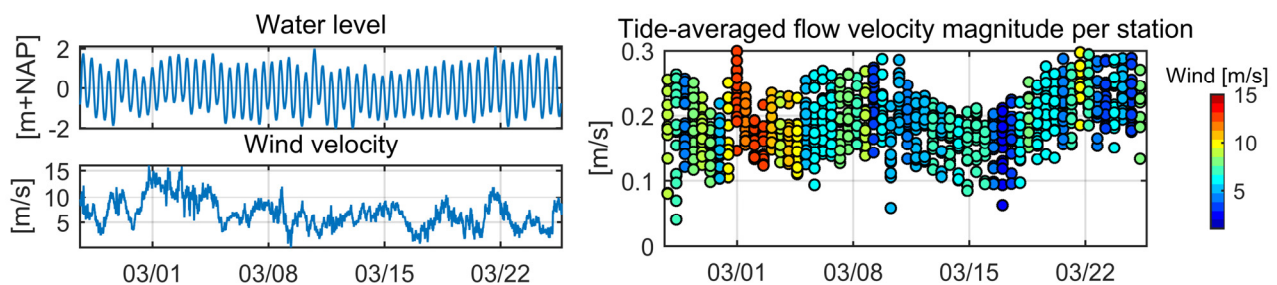 Water level
[m+NAP]
2
0
-2
Wind velocity
[m/s]
15
10
5
03/01 03/08 03/15 03/22
Tide-averaged flow velocity magnitude per station
[m/s]
0.3
0.2
0.1
0
03/01 03/08 03/15 03/22
Wind [m/s]
15
10
5